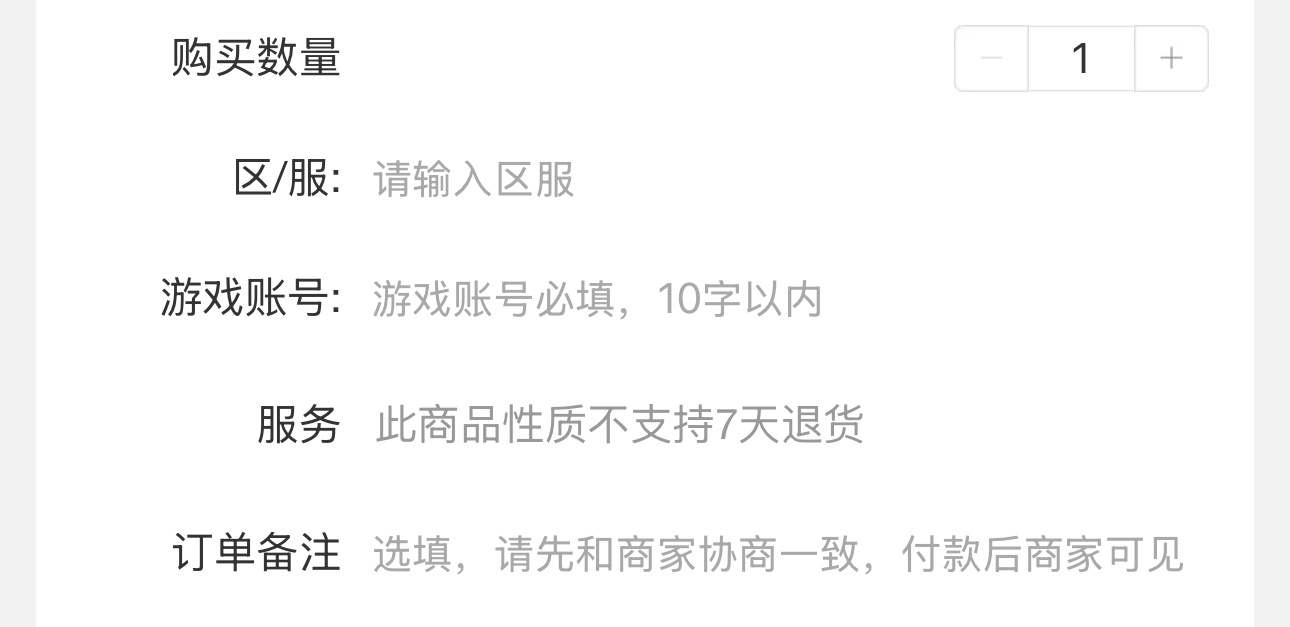 购买数量 － 1 ＋
区/服: 请输入区服
游戏账号: 游戏账号必填，10字以内
服务 此商品性质不支持7天退货
订单备注 选填，请先和商家协商一致，付款后商家可见